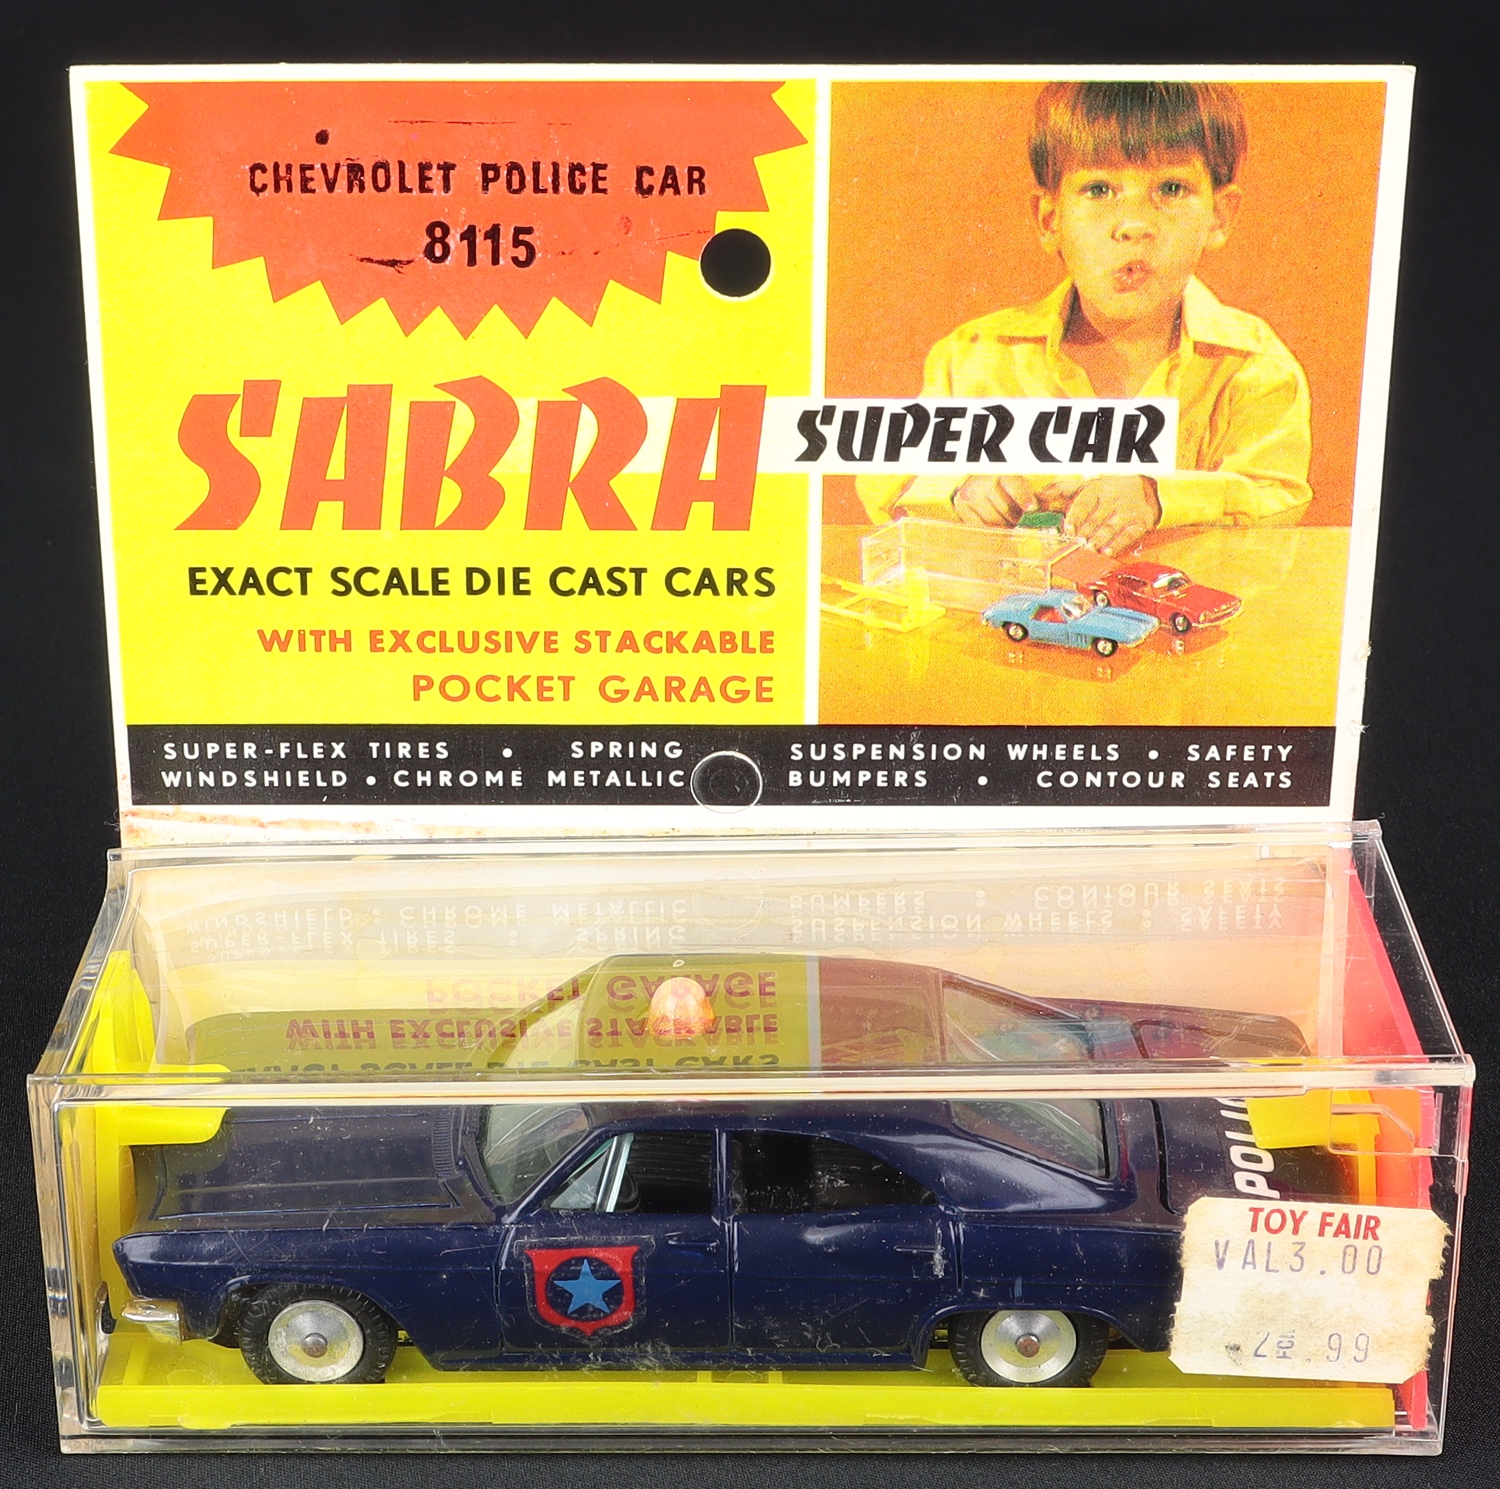 CHEVROLET POLICE CAR
8115
SABRA SUPER CAR
EXACT SCALE DIE CAST CARS
WITH EXCLUSIVE STACKABLE
POCKET GARAGE
SUPER-FLEX TIRES • SPRING SUSPENSION WHEELS • SAFETY
WINDSHIELD • CHROME METALLIC BUMPERS • CONTOUR SEATS
TOY FAIR
VAL3.00
.99